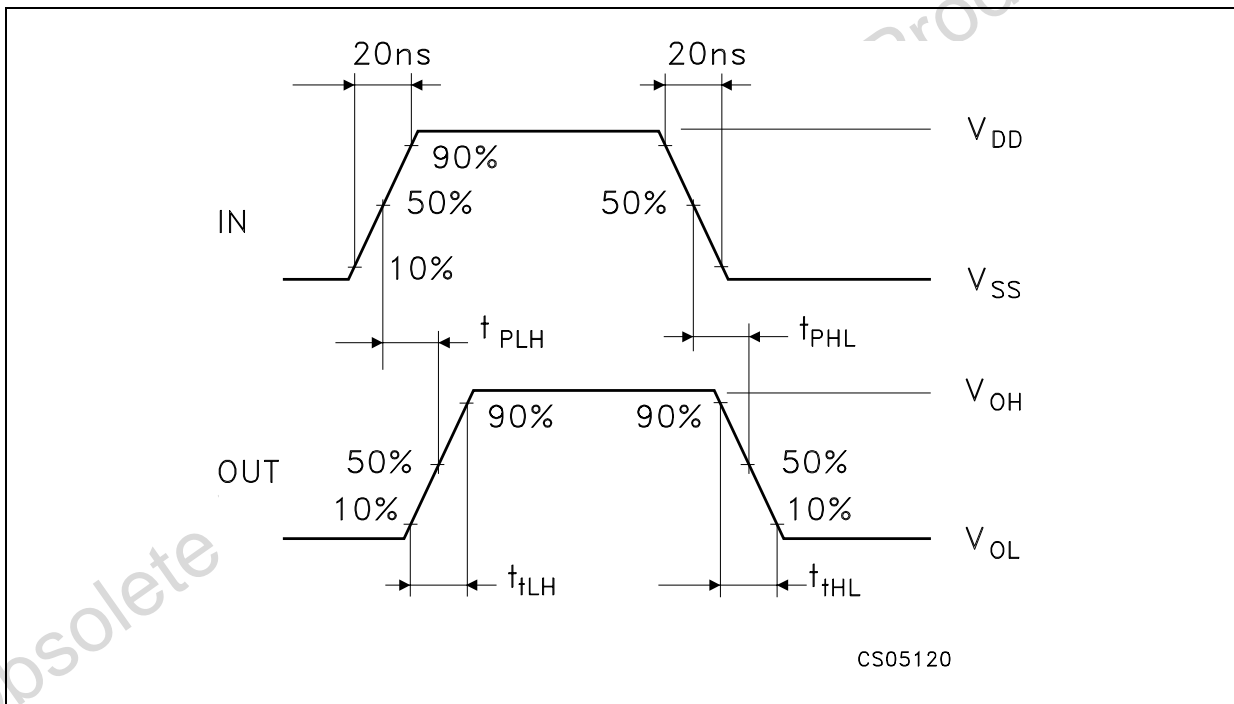 20ns 20ns
V DD
90%
IN 50% 50%
10%
V SS
t PLH t PHL
V OH
90% 90%
OUT 50% 50%
10% 10%
V OL
t tLH t tHL
CS05120